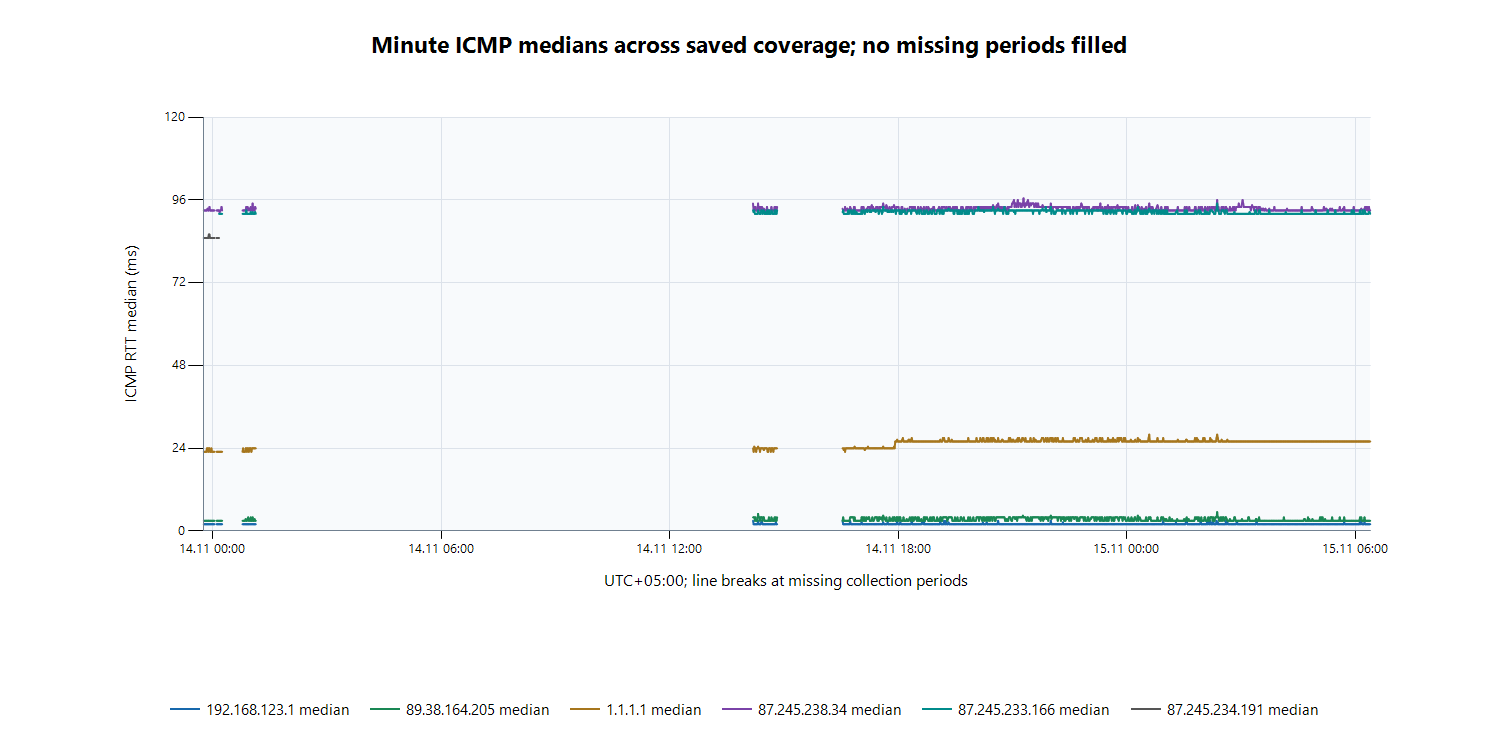 Minute ICMP medians across saved coverage; no missing periods filled
120
96
72
48
24
0
ICMP RTT median (ms)
14.11 00:00
14.11 06:00
14.11 12:00
14.11 18:00
15.11 00:00
15.11 06:00
UTC+05:00; line breaks at missing collection periods
192.168.123.1 median
89.38.164.205 median
1.1.1.1 median
87.245.238.34 median
87.245.233.166 median
87.245.234.191 median